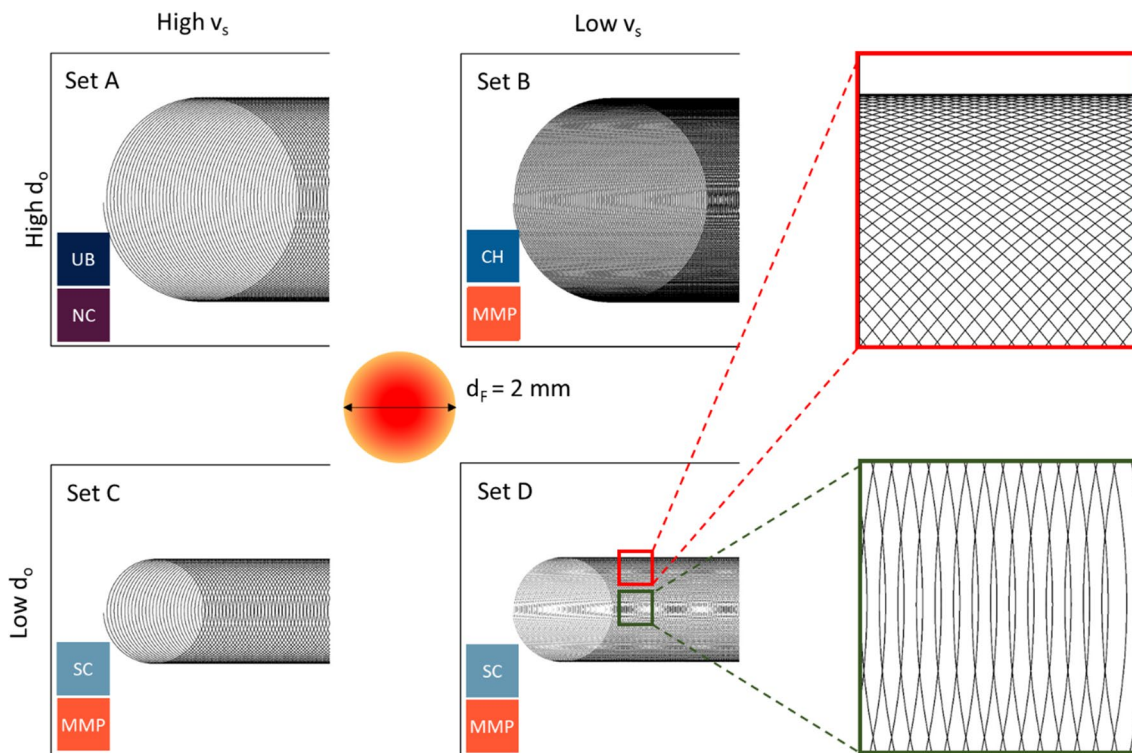 High vₛ
Low vₛ
High dₒ
Set A
UB
NC
Set B
CH
MMP
d_F = 2 mm
Low dₒ
Set C
SC
MMP
Set D
SC
MMP